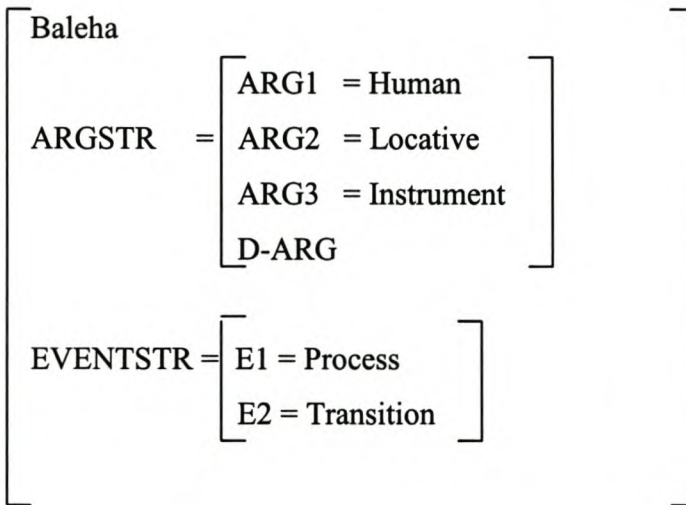 Baleha
ARG1 = Human
ARGSTR = ARG2 = Locative
ARG3 = Instrument
D-ARG
EVENTSTR = E1 = Process
E2 = Transition